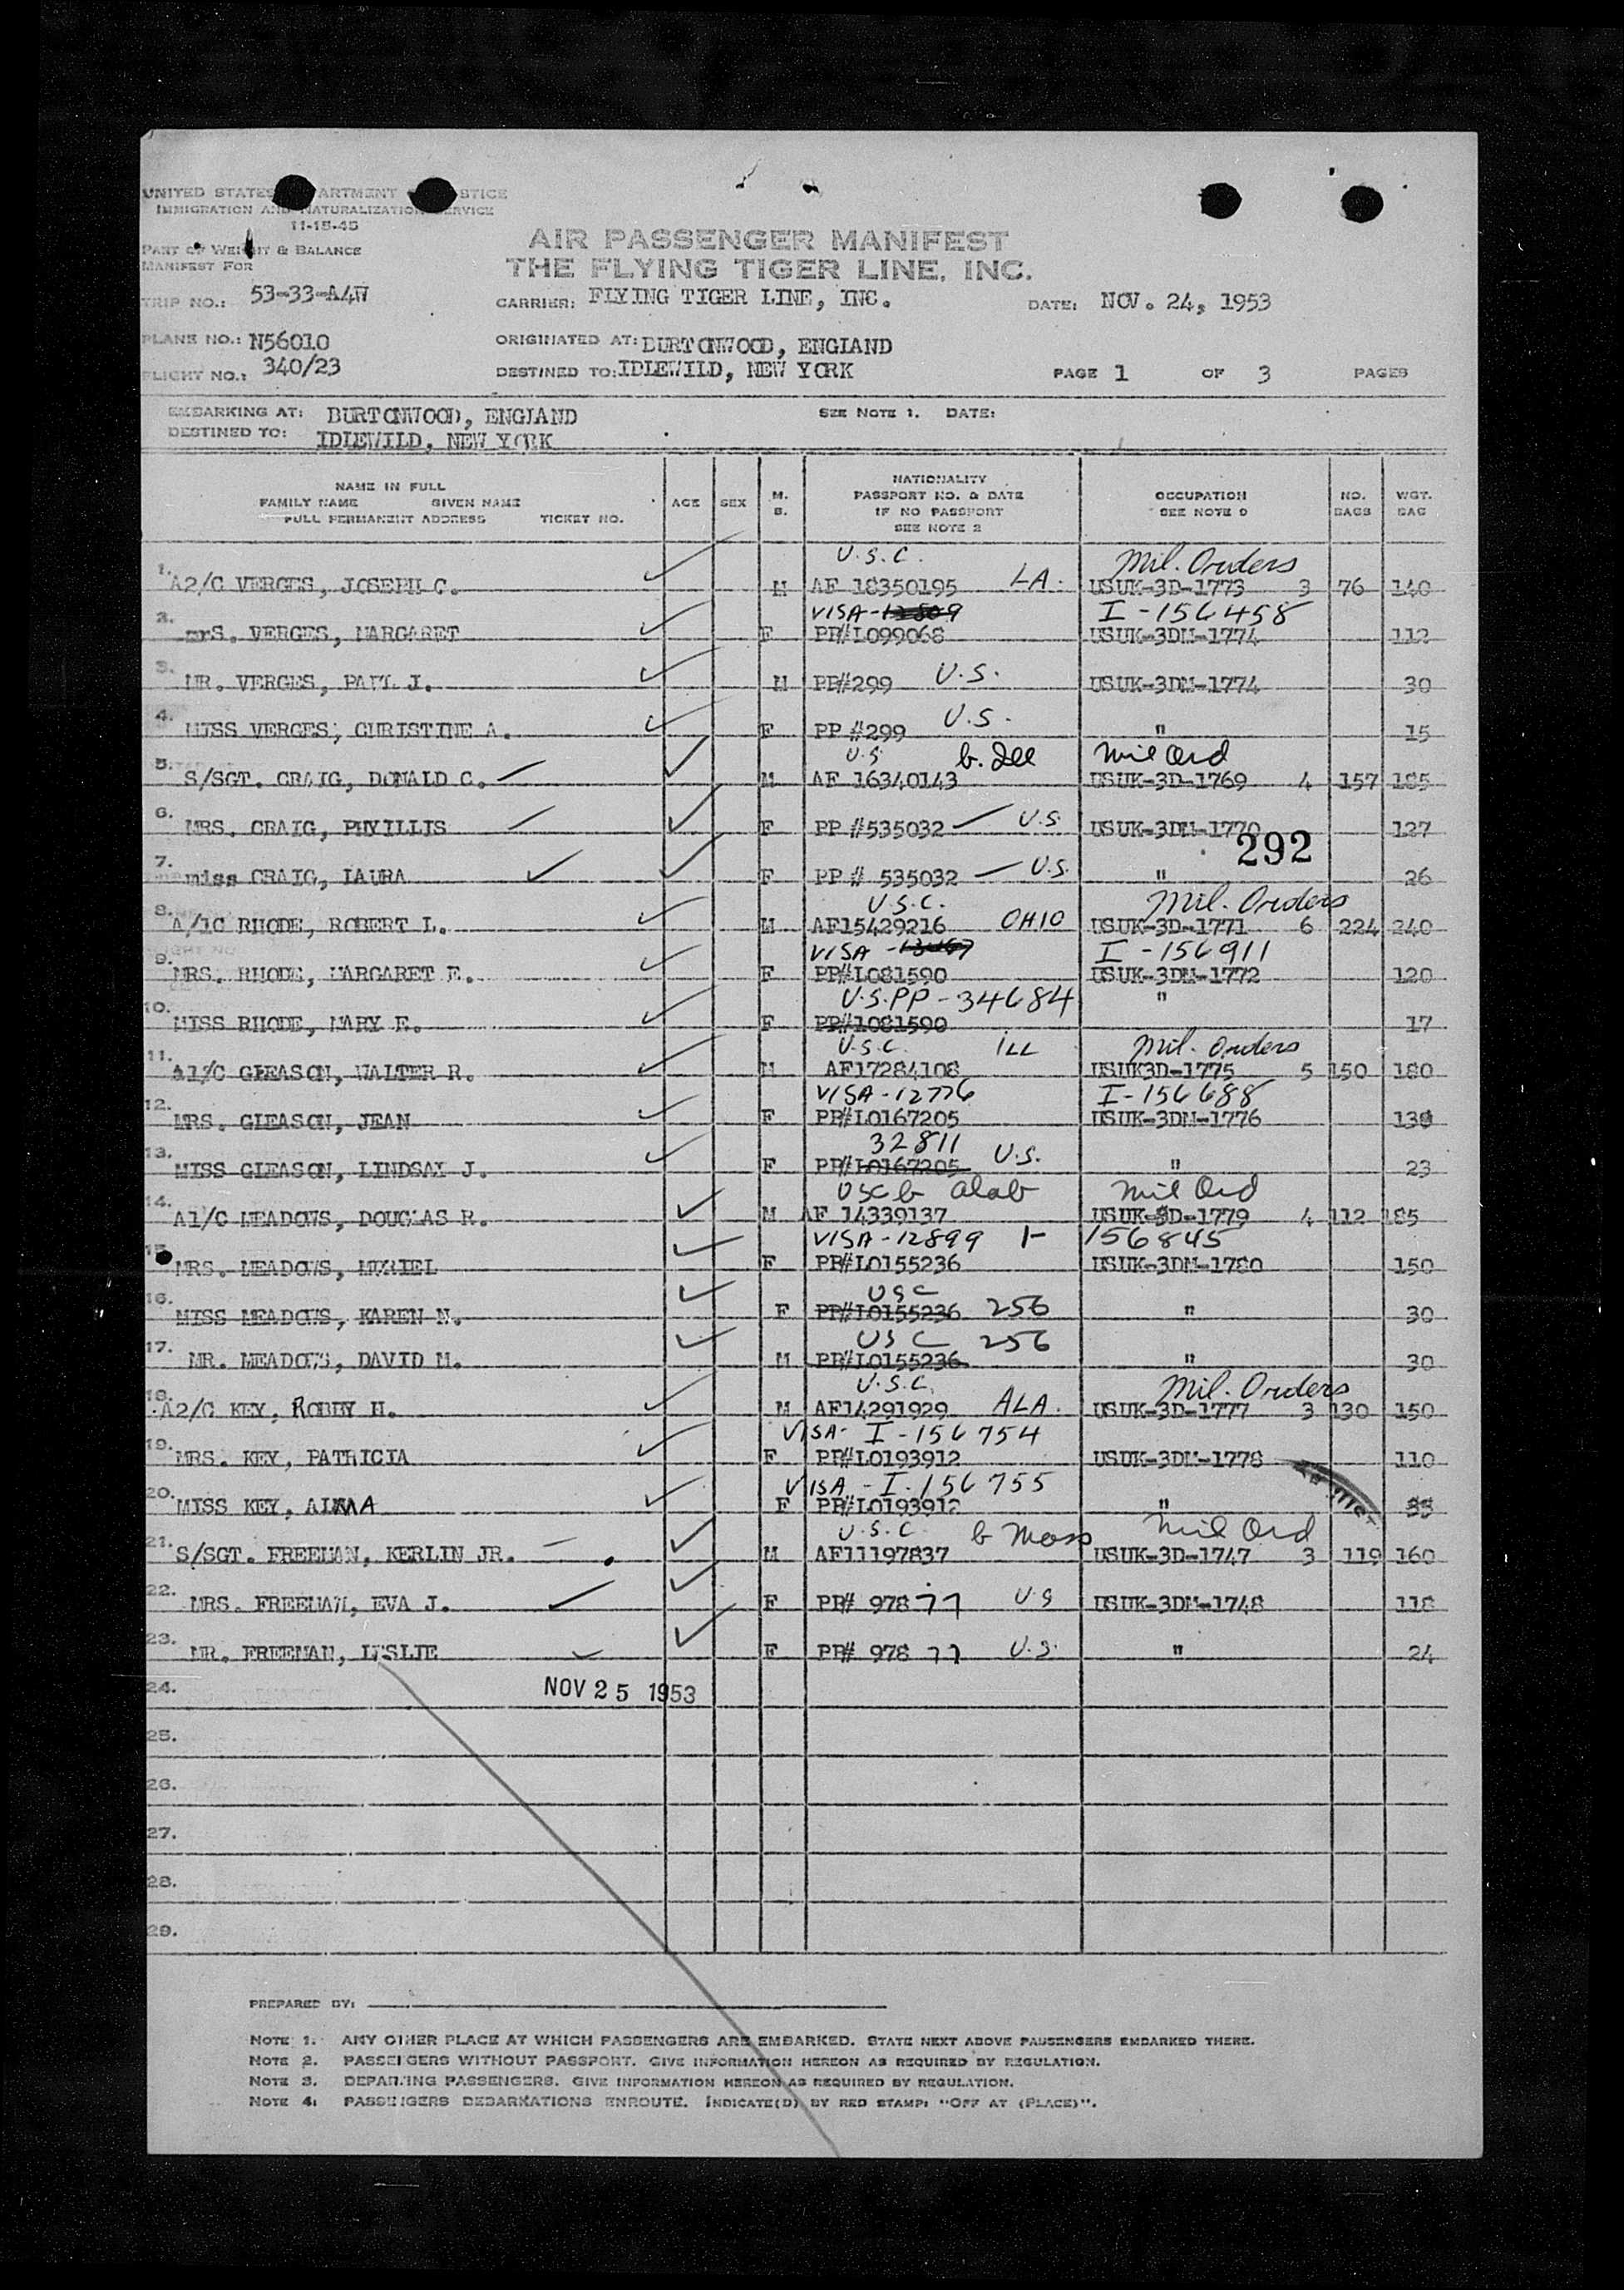 UNITED STATES DEPARTMENT OF JUSTICE
IMMIGRATION AND NATURALIZATION SERVICE
11-15-45
PART OF WEIGHT & BALANCE
MANIFEST FOR
AIR PASSENGER MANIFEST
THE FLYING TIGER LINE, INC.
TRIP NO.: 53-33-A4W CARRIER: FLYING TIGER LINE, INC. DATE: NOV. 24, 1953
PLANE NO.: N56010 ORIGINATED AT: BURTONWOOD, ENGLAND
FLIGHT NO.: 340/23 DESTINED TO: IDLEWILD, NEW YORK PAGE 1 OF 3 PAGES
EMBARKING AT: BURTONWOOD, ENGLAND SEE NOTE 1. DATE:
DESTINED TO: IDLEWILD, NEW YORK
NAME IN FULL
FAMILY NAME GIVEN NAME
FULL PERMANENT ADDRESS TICKET NO. AGE SEX M. S. NATIONALITY PASSPORT NO. & DATE IF NO PASSPORT SEE NOTE 2 OCCUPATION SEE NOTE 9 NO. BAGS WGT. BAG
U.S.C. Mil. Orders
1. A2/C VERGES, JOSEPH C. M AF 18350195 LA. USUK-3D-1773 3 76 140
VISA- I-156458
2. mrS. VERGES, MARGARET F PP#L099068 USUK-3DM-1774 112
3. MR. VERGES, PAUL J. M PP#299 U.S. USUK-3DM-1774 30
4. MISS VERGES, CHRISTINE A. F PP #299 U.S. " 15
U.S b. Ill Mil Ord
5. S/SGT. CRAIG, DONALD C. M AF 16340143 USUK-3D-1769 4 157 185
6. MRS. CRAIG, PHYLLIS F PP #535032 U.S. USUK-3DM-1770 127
292
7. miss CRAIG, LAURA F PP # 535032 U.S. " 26
U.S.C. Mil. Orders
8. A/1C RHODE, ROBERT L. M AF15429216 OHIO USUK-3D-1771 6 224 240
VISA - I-156911
9. MRS. RHODE, MARGARET E. F PP#L081590 USUK-3DM-1772 120
U.S.PP-34684 "
10. MISS RHODE, MARY E. F PP#1081590 17
U.S.C. ILL Mil. Orders
11. A1/C GLEASON, WALTER R. M AF17284108 USUK3D-1775 5 150 180
VISA-12776 I-156688
12. MRS. GLEASON, JEAN F PP#L0167205 USUK-3DM-1776 139
32811 U.S.
13. MISS GLEASON, LINDSAY J. F PP#L0167205 " 23
USC b Alab Mil Ord
14. A1/C MEADOWS, DOUGLAS R. M AF 14339137 USUK-3D-1779 4 112 185
VISA-12899 I-156845
15. MRS. MEADOWS, MURIEL F PP#L0155236 USUK-3DM-1780 150
USC
16. MISS MEADOWS, KAREN N. F PP#L0155236 256 " 30
USC 256
17. MR. MEADOWS, DAVID M. M PP#L0155236 " 30
U.S.C. Mil. Orders
18. A2/C KEY, ROBBY H. M AF14291929 ALA. USUK-3D-1777 3 130 150
VISA- I-156754
19. MRS. KEY, PATRICIA F PP#L0193912 USUK-3DM-1778 110
VISA - I-156755
20. MISS KEY, ALMA F PP#L0193912 "
U.S.C. b Mass Mil Ord
21. S/SGT. FREEMAN, KERLIN JR. M AF11197837 USUK-3D-1747 3 119 160
22. MRS. FREEMAN, EVA J. F PP# 97877 U.S USUK-3DM-1748 118
23. MR. FREEMAN, LESLIE F PP# 97877 U.S. " 24
24. NOV 25 1953
25.
26.
27.
28.
29.
PREPARED BY:
NOTE 1. ANY OTHER PLACE AT WHICH PASSENGERS ARE EMBARKED. STATE NEXT ABOVE PASSENGERS EMBARKED THERE.
NOTE 2. PASSENGERS WITHOUT PASSPORT. GIVE INFORMATION HEREON AS REQUIRED BY REGULATION.
NOTE 3. DEPARTING PASSENGERS. GIVE INFORMATION HEREON AS REQUIRED BY REGULATION.
NOTE 4: PASSENGERS DEBARKATIONS ENROUTE. INDICATE(D) BY RED STAMP: "OFF AT (PLACE)".